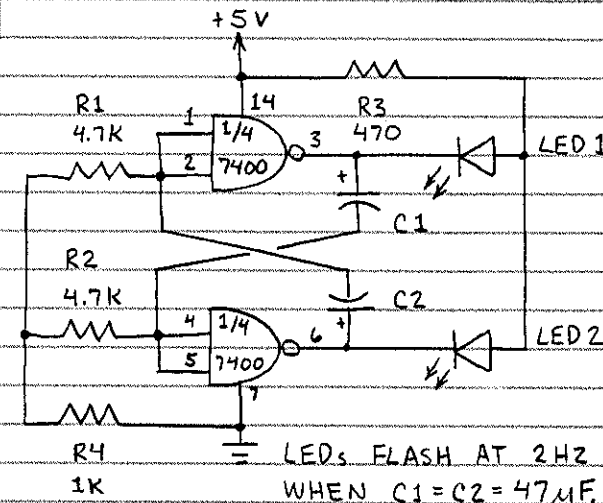 +5V
14
R1
4.7K
1
2
1/4
7400
3
R3
470
LED 1
+
C1
R2
4.7K
C2
+
4
5
1/4
7400
6
7
LED 2
R4
1K
LEDs FLASH AT 2HZ
WHEN C1=C2=47µF.